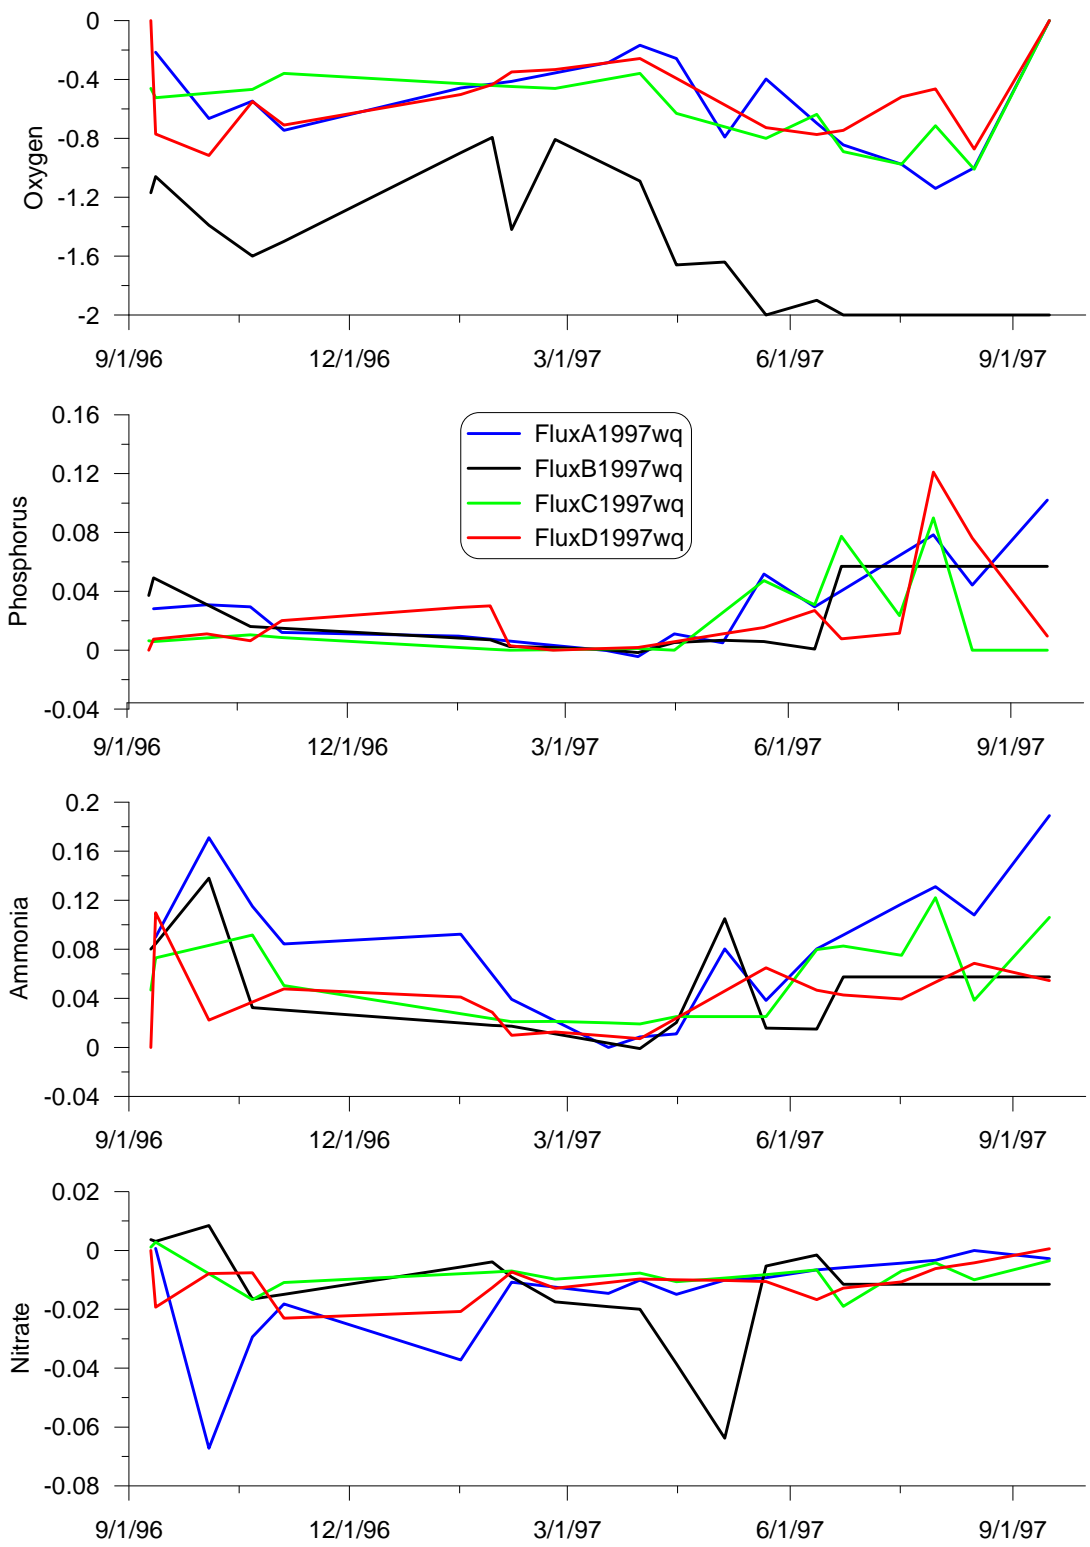 0
-0.4
-0.8
-1.2
-1.6
-2
Oxygen
9/1/96 12/1/96 3/1/97 6/1/97 9/1/97
0.16
0.12
0.08
0.04
0
-0.04
Phosphorus
FluxA1997wq
FluxB1997wq
FluxC1997wq
FluxD1997wq
9/1/96 12/1/96 3/1/97 6/1/97 9/1/97
0.2
0.16
0.12
0.08
0.04
0
-0.04
Ammonia
9/1/96 12/1/96 3/1/97 6/1/97 9/1/97
0.02
0
-0.02
-0.04
-0.06
-0.08
Nitrate
9/1/96 12/1/96 3/1/97 6/1/97 9/1/97